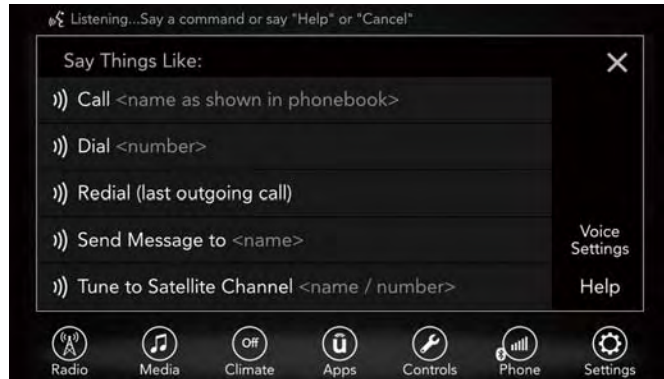 Listening...Say a command or say "Help" or "Cancel"
Say Things Like:
Call <name as shown in phonebook>
Dial <number>
Redial (last outgoing call)
Send Message to <name>
Voice
Settings
Tune to Satellite Channel <name / number>
Help
Off
ū
Radio
Media
Climate
Apps
Controls
Phone
Settings